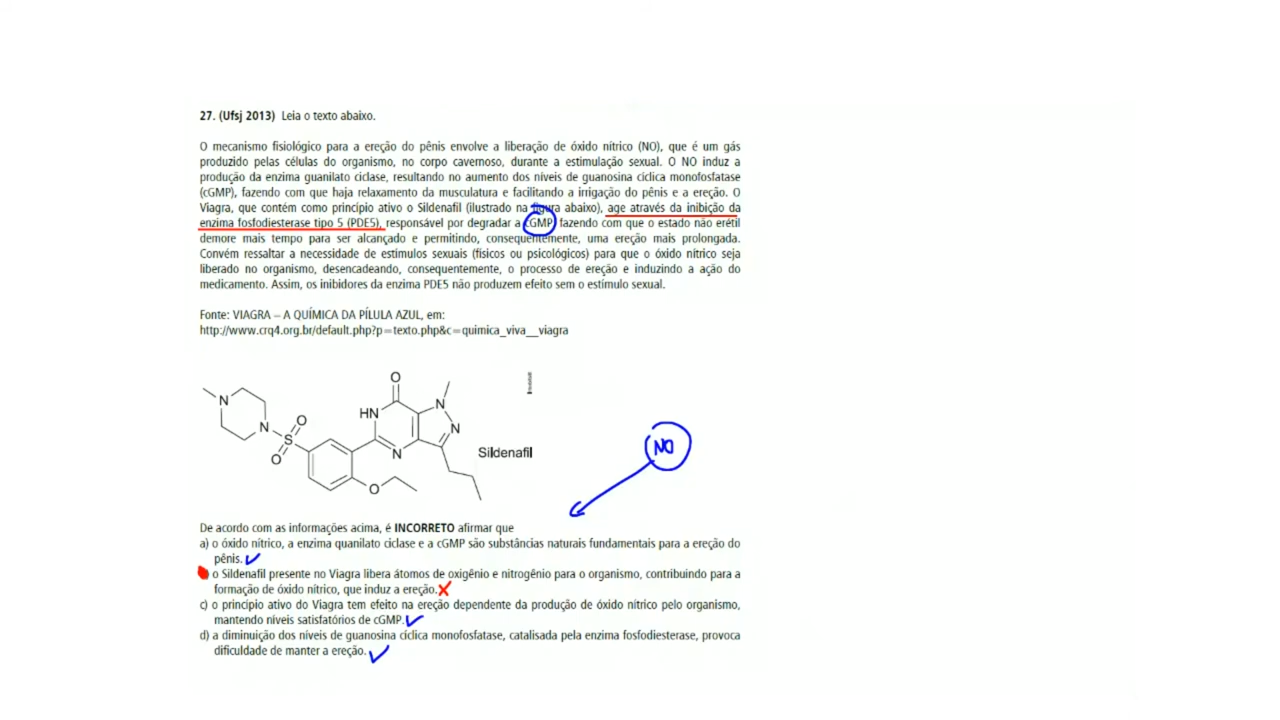 27. (Ufsj 2013) Leia o texto abaixo.
O mecanismo fisiológico para a ereção do pênis envolve a liberação de óxido nítrico (NO), que é um gás
produzido pelas células do organismo, no corpo cavernoso, durante a estimulação sexual. O NO induz a
produção da enzima guanilato ciclase, resultando no aumento dos níveis de guanosina cíclica monofosfatase
(cGMP), fazendo com que haja relaxamento da musculatura e facilitando a irrigação do pênis e a ereção. O
Viagra, que contém como princípio ativo o Sildenafil (ilustrado na figura abaixo), age através da inibição da
enzima fosfodiesterase tipo 5 (PDE5), responsável por degradar a cGMP, fazendo com que o estado não erétil
demore mais tempo para ser alcançado e permitindo, consequentemente, uma ereção mais prolongada.
Convém ressaltar a necessidade de estímulos sexuais (físicos ou psicológicos) para que o óxido nítrico seja
liberado no organismo, desencadeando, consequentemente, o processo de ereção e induzindo a ação do
medicamento. Assim, os inibidores da enzima PDE5 não produzem efeito sem o estímulo sexual.
Fonte: VIAGRA – A QUÍMICA DA PÍLULA AZUL, em:
http://www.crq4.org.br/default.php?p=texto.php&c=quimica_viva__viagra
O
N
HN
N
N
N
O
S
O
N
Sildenafil
O
NO
De acordo com as informações acima, é INCORRETO afirmar que
a) o óxido nítrico, a enzima quanilato ciclase e a cGMP são substâncias naturais fundamentais para a ereção do
pênis.
o Sildenafil presente no Viagra libera átomos de oxigênio e nitrogênio para o organismo, contribuindo para a
formação de óxido nítrico, que induz a ereção.
c) o princípio ativo do Viagra tem efeito na ereção dependente da produção de óxido nítrico pelo organismo,
mantendo níveis satisfatórios de cGMP.
d) a diminuição dos níveis de guanosina cíclica monofosfatase, catalisada pela enzima fosfodiesterase, provoca
dificuldade de manter a ereção.